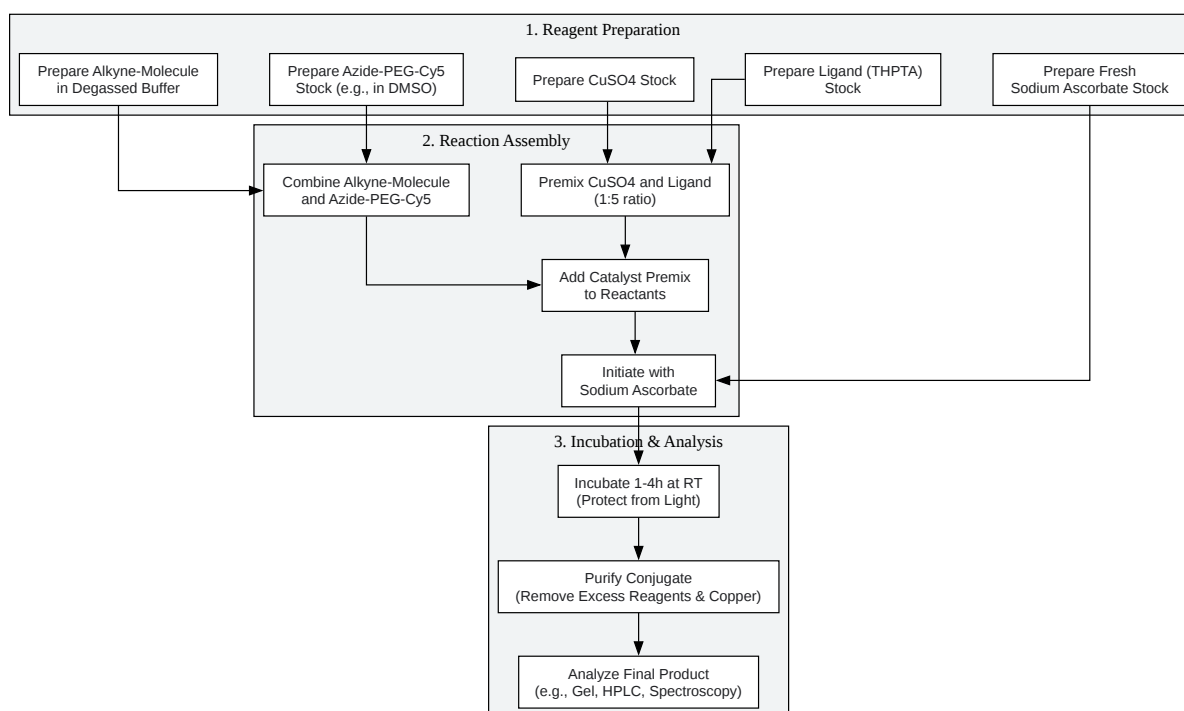 1. Reagent Preparation
Prepare Alkyne-Molecule
in Degassed Buffer
Prepare Azide-PEG-Cy5
Stock (e.g., in DMSO)
Prepare CuSO4 Stock
Prepare Ligand (THPTA)
Stock
Prepare Fresh
Sodium Ascorbate Stock
2. Reaction Assembly
Combine Alkyne-Molecule
and Azide-PEG-Cy5
Premix CuSO4 and Ligand
(1:5 ratio)
Add Catalyst Premix
to Reactants
Initiate with
Sodium Ascorbate
3. Incubation & Analysis
Incubate 1-4h at RT
(Protect from Light)
Purify Conjugate
(Remove Excess Reagents & Copper)
Analyze Final Product
(e.g., Gel, HPLC, Spectroscopy)